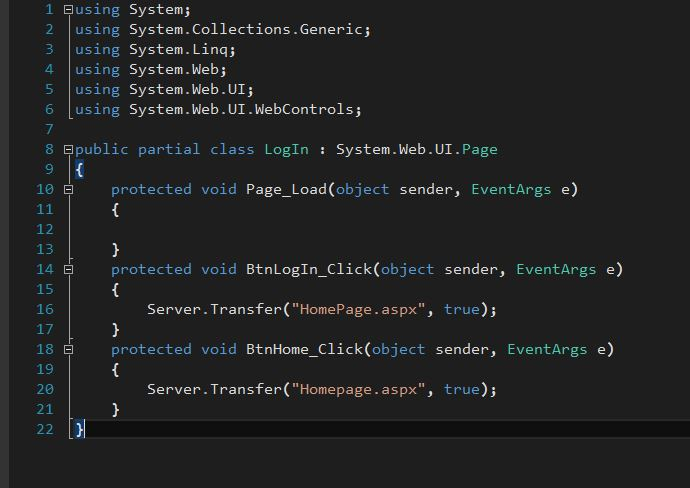 1 using System;
2 using System.Collections.Generic;
3 using System.Linq;
4 using System.Web;
5 using System.Web.UI;
6 using System.Web.UI.WebControls;
7
8 public partial class LogIn : System.Web.UI.Page
9 {
10     protected void Page_Load(object sender, EventArgs e)
11     {
12
13     }
14     protected void BtnLogIn_Click(object sender, EventArgs e)
15     {
16         Server.Transfer("HomePage.aspx", true);
17     }
18     protected void BtnHome_Click(object sender, EventArgs e)
19     {
20         Server.Transfer("Homepage.aspx", true);
21     }
22 }